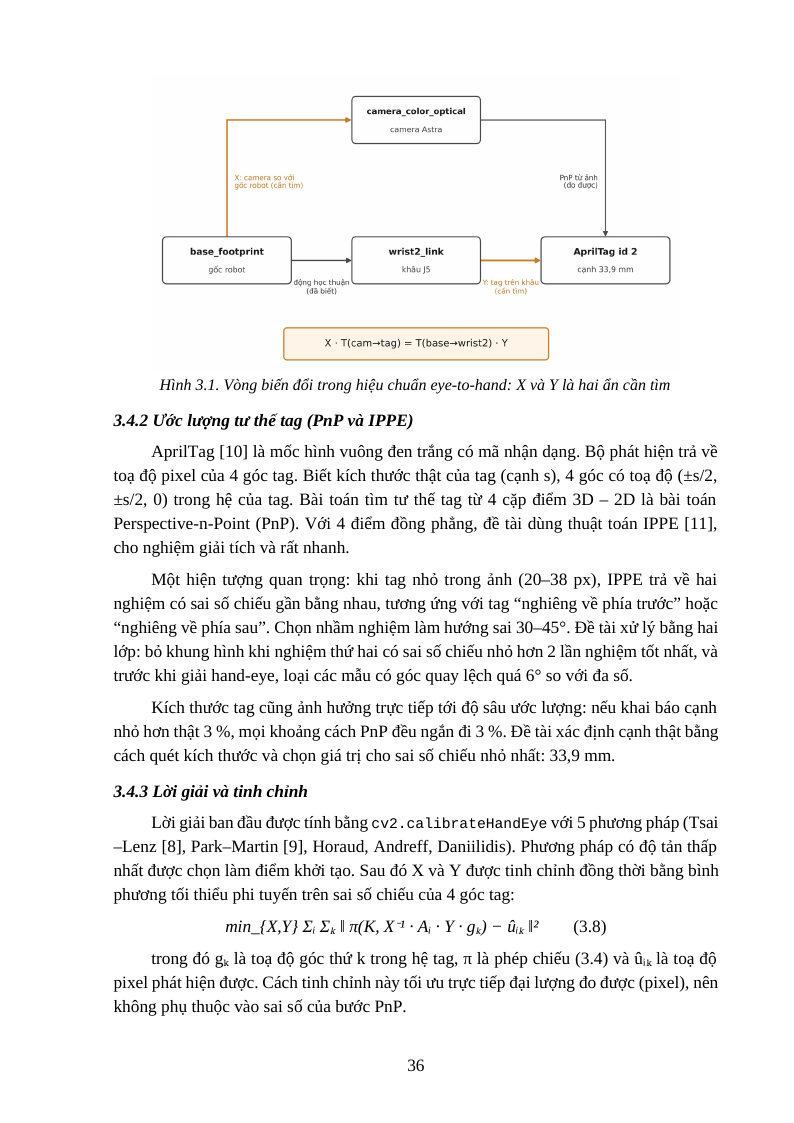 camera_color_optical
camera Astra
X: camera so với
gốc robot (cần tìm)
PnP từ ảnh
(đo được)
base_footprint
gốc robot
wrist2_link
khâu J5
AprilTag id 2
cạnh 33,9 mm
động học thuận
(đã biết)
Y: tag trên khâu
(cần tìm)
X · T(cam→tag) = T(base→wrist2) · Y
Hình 3.1. Vòng biến đổi trong hiệu chuẩn eye-to-hand: X và Y là hai ẩn cần tìm
3.4.2 Ước lượng tư thế tag (PnP và IPPE)
AprilTag [10] là mốc hình vuông đen trắng có mã nhận dạng. Bộ phát hiện trả về
toạ độ pixel của 4 góc tag. Biết kích thước thật của tag (cạnh s), 4 góc có toạ độ (±s/2,
±s/2, 0) trong hệ của tag. Bài toán tìm tư thế tag từ 4 cặp điểm 3D – 2D là bài toán
Perspective-n-Point (PnP). Với 4 điểm đồng phẳng, đề tài dùng thuật toán IPPE [11],
cho nghiệm giải tích và rất nhanh.
Một hiện tượng quan trọng: khi tag nhỏ trong ảnh (20–38 px), IPPE trả về hai
nghiệm có sai số chiếu gần bằng nhau, tương ứng với tag “nghiêng về phía trước” hoặc
“nghiêng về phía sau”. Chọn nhầm nghiệm làm hướng sai 30–45°. Đề tài xử lý bằng hai
lớp: bỏ khung hình khi nghiệm thứ hai có sai số chiếu nhỏ hơn 2 lần nghiệm tốt nhất, và
trước khi giải hand-eye, loại các mẫu có góc quay lệch quá 6° so với đa số.
Kích thước tag cũng ảnh hưởng trực tiếp tới độ sâu ước lượng: nếu khai báo cạnh
nhỏ hơn thật 3 %, mọi khoảng cách PnP đều ngắn đi 3 %. Đề tài xác định cạnh thật bằng
cách quét kích thước và chọn giá trị cho sai số chiếu nhỏ nhất: 33,9 mm.
3.4.3 Lời giải và tinh chỉnh
Lời giải ban đầu được tính bằng cv2.calibrateHandEye với 5 phương pháp (Tsai
–Lenz [8], Park–Martin [9], Horaud, Andreff, Daniilidis). Phương pháp có độ tản thấp
nhất được chọn làm điểm khởi tạo. Sau đó X và Y được tinh chỉnh đồng thời bằng bình
phương tối thiểu phi tuyến trên sai số chiếu của 4 góc tag:
min_{X,Y} Σᵢ Σₖ ‖ π(K, X⁻¹ · Aᵢ · Y · gₖ) − ûᵢₖ ‖² (3.8)
trong đó gₖ là toạ độ góc thứ k trong hệ tag, π là phép chiếu (3.4) và ûᵢₖ là toạ độ
pixel phát hiện được. Cách tinh chỉnh này tối ưu trực tiếp đại lượng đo được (pixel), nên
không phụ thuộc vào sai số của bước PnP.
36